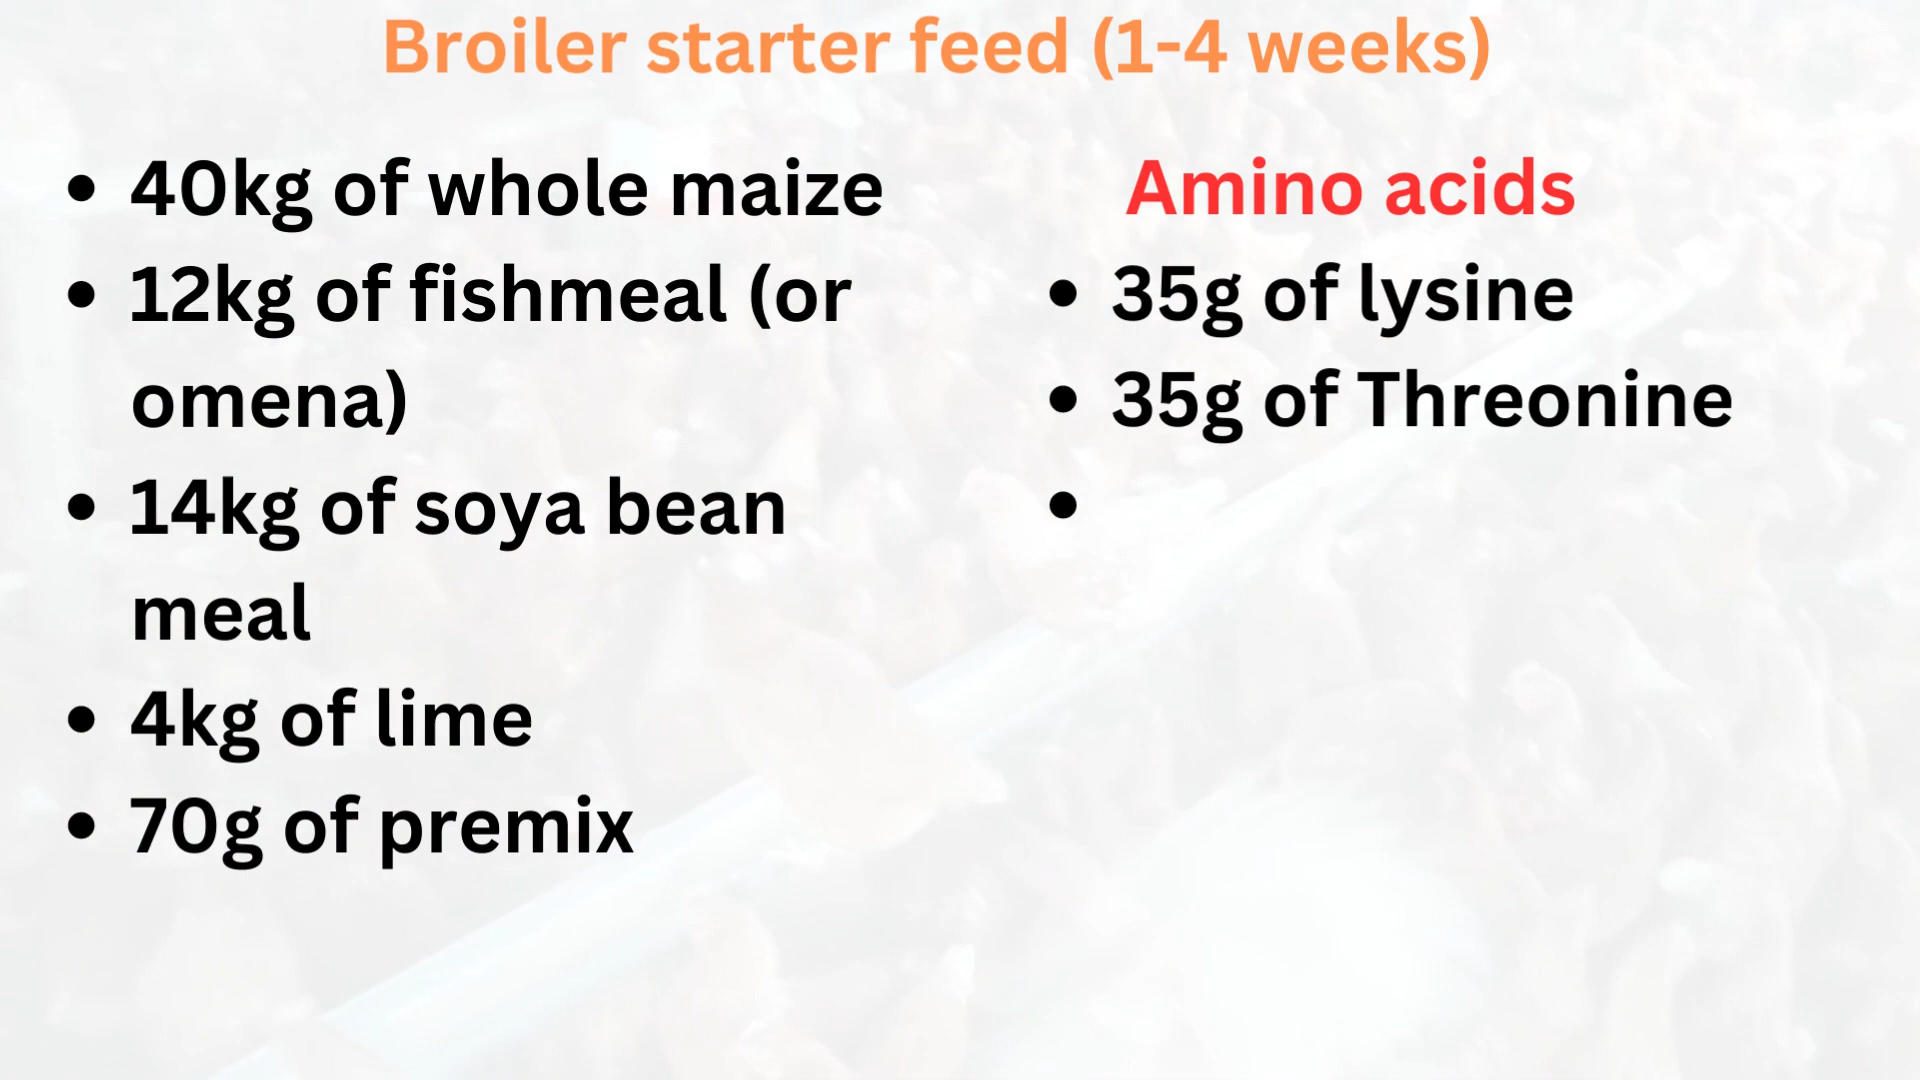 Broiler starter feed (1-4 weeks)
• 40kg of whole maize
• 12kg of fishmeal (or
omena)
• 14kg of soya bean
meal
• 4kg of lime
• 70g of premix
Amino acids
• 35g of lysine
• 35g of Threonine
•